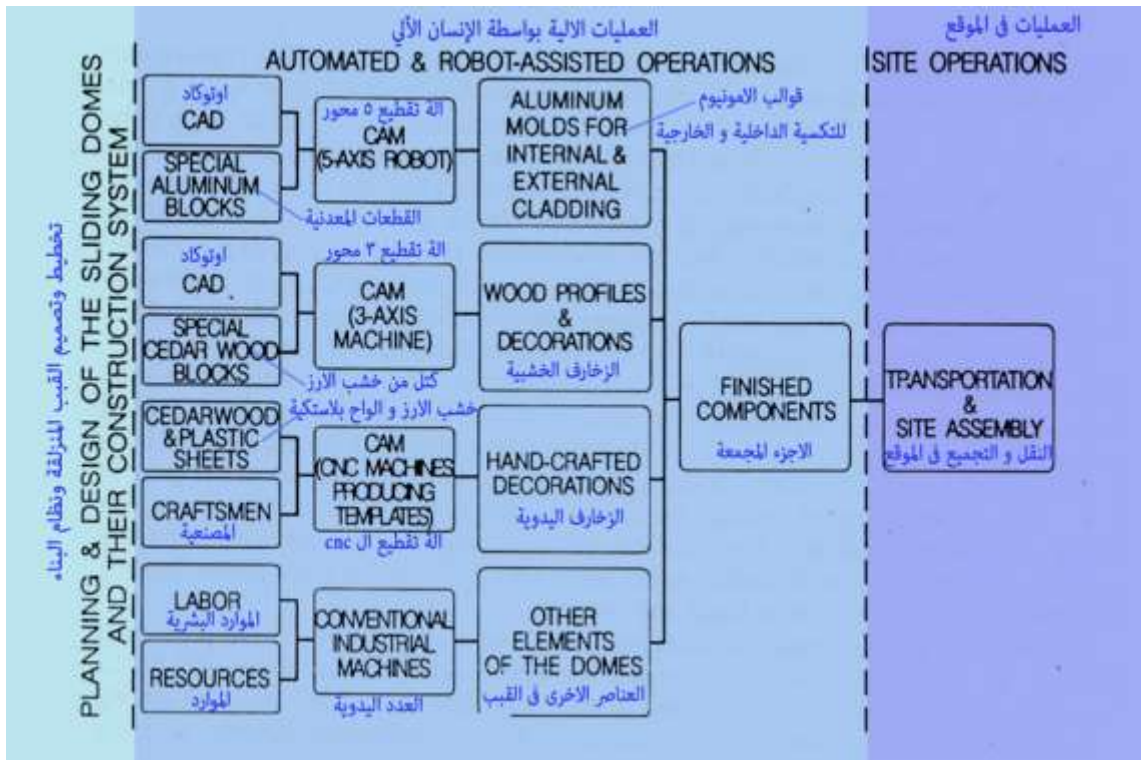 العمليات الالية بواسطة الإنسان الألي
العمليات فى الموقع
AUTOMATED & ROBOT-ASSISTED OPERATIONS
SITE OPERATIONS
PLANNING & DESIGN OF THE SLIDING DOMES
AND THEIR CONSTRUCTION SYSTEM
تخطيط وتصميم القبب المنزلقة ونظام البناء
اوتوكاد
CAD
SPECIAL
ALUMINUM
BLOCKS
القطعات المعدنية
الة تقطيع ٥ محور
CAM
(5-AXIS ROBOT)
ALUMINUM
MOLDS FOR
INTERNAL &
EXTERNAL
CLADDING
قوالب الامونيوم
للتكسية الداخلية و الخارجية
اوتوكاد
CAD
SPECIAL
CEDAR WOOD
BLOCKS
كتل من خشب الارز
الة تقطيع ٣ محور
CAM
(3-AXIS
MACHINE)
WOOD PROFILES
&
DECORATIONS
الزخارف الخشبية
خشب الارز و الواح بلاستكية
CEDARWOOD
& PLASTIC
SHEETS
CRAFTSMEN
المصنعية
CAM
(CNC MACHINES
PRODUCING
TEMPLATES)
الة تقطيع ال cnc
HAND-CRAFTED
DECORATIONS
الزخارف اليدوية
LABOR
الموارد البشرية
RESOURCES
الموارد
CONVENTIONAL
INDUSTRIAL
MACHINES
العدد اليدوية
OTHER
ELEMENTS
OF THE DOMES
العناصر الاخرى فى القبب
FINISHED
COMPONENTS
الاجزء المجمعة
TRANSPORTATION
&
SITE ASSEMBLY
النقل و التجميع فى الموقع